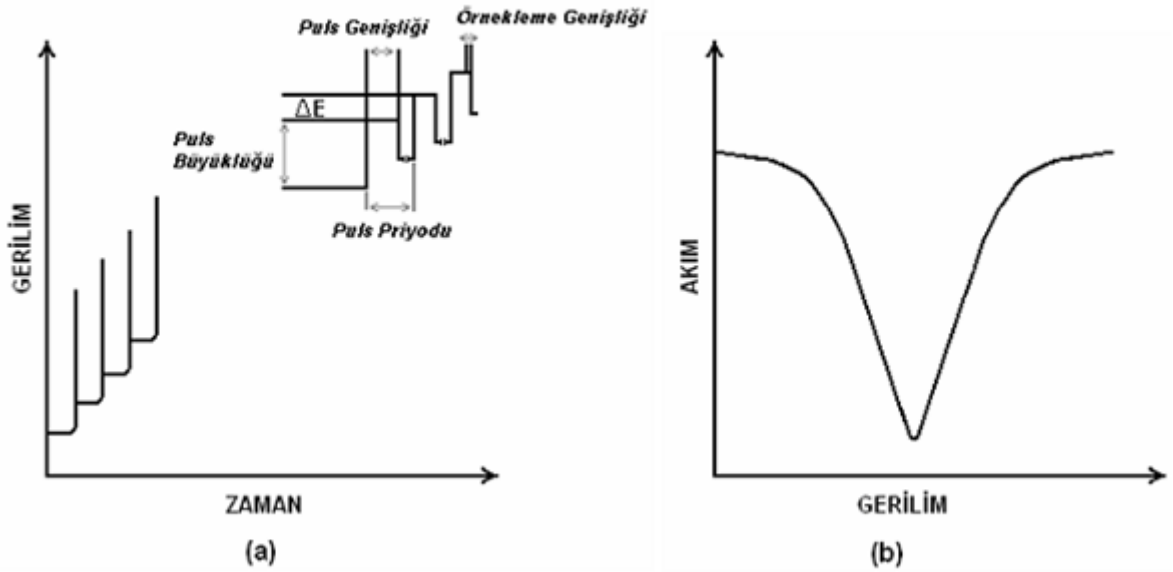 Puls Genişliği
Örnekleme Genişliği
ΔE
Puls
Büyüklüğü
Puls Priyodu
GERİLİM
ZAMAN
(a)
AKIM
GERİLİM
(b)